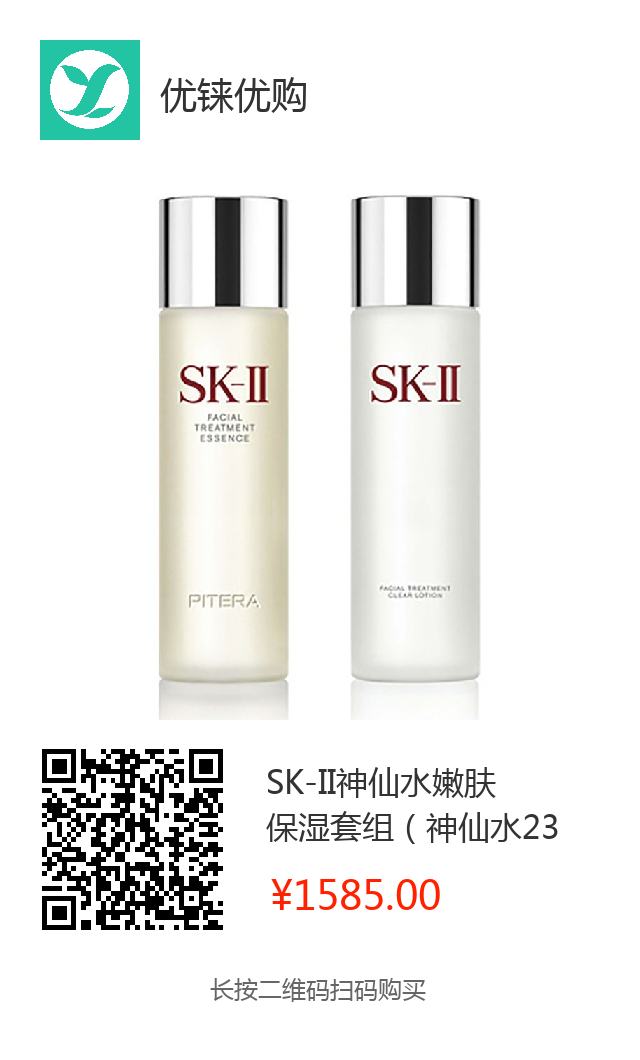 优铼优购
SK-II
FACIAL
TREATMENT
ESSENCE
PITERA
SK-II
FACIAL TREATMENT
CLEAR LOTION
SK-II神仙水嫩肤
保湿套组（神仙水23
¥1585.00
长按二维码扫码购买